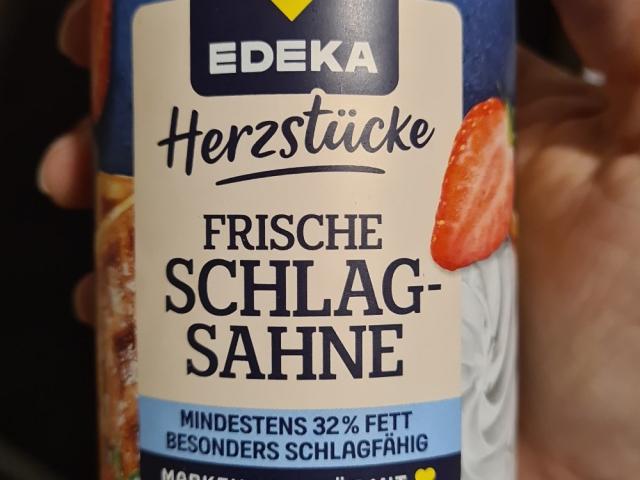 EDEKA
Herzstücke
FRISCHE
SCHLAG-
SAHNE
MINDESTENS 32% FETT
BESONDERS SCHLAGFÄHIG